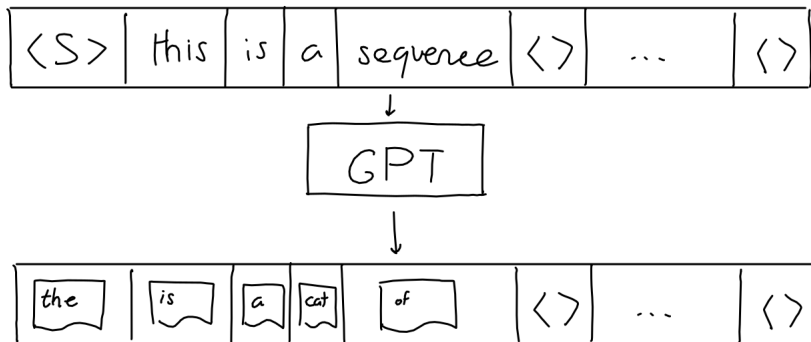 <S> this is a sequence <> ... <>
GPT
the is a cat of <> ... <>